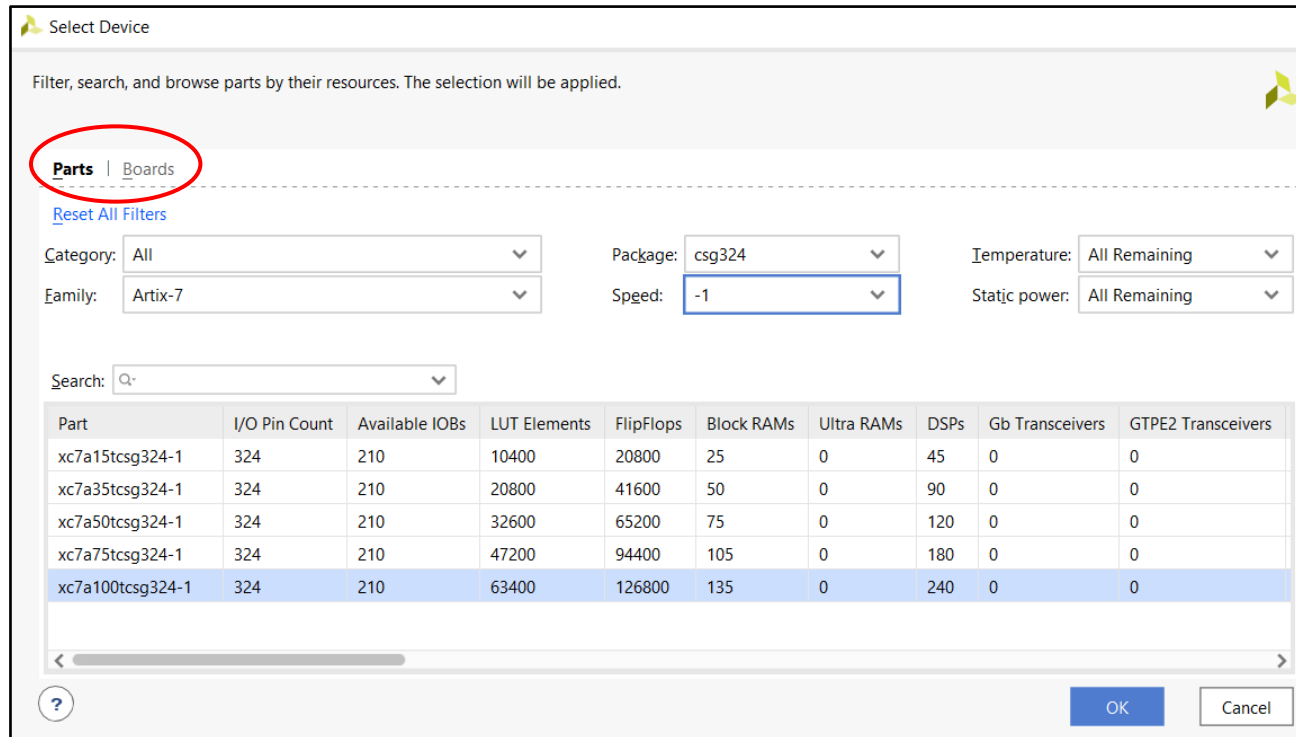 Select Device
Filter, search, and browse parts by their resources. The selection will be applied.
Parts | Boards
Reset All Filters
Category: All Package: csg324 Temperature: All Remaining
Family: Artix-7 Speed: -1 Static power: All Remaining
Search:
Part I/O Pin Count Available IOBs LUT Elements FlipFlops Block RAMs Ultra RAMs DSPs Gb Transceivers GTPE2 Transceivers
xc7a15tcsg324-1 324 210 10400 20800 25 0 45 0 0
xc7a35tcsg324-1 324 210 20800 41600 50 0 90 0 0
xc7a50tcsg324-1 324 210 32600 65200 75 0 120 0 0
xc7a75tcsg324-1 324 210 47200 94400 105 0 180 0 0
xc7a100tcsg324-1 324 210 63400 126800 135 0 240 0 0
? OK Cancel